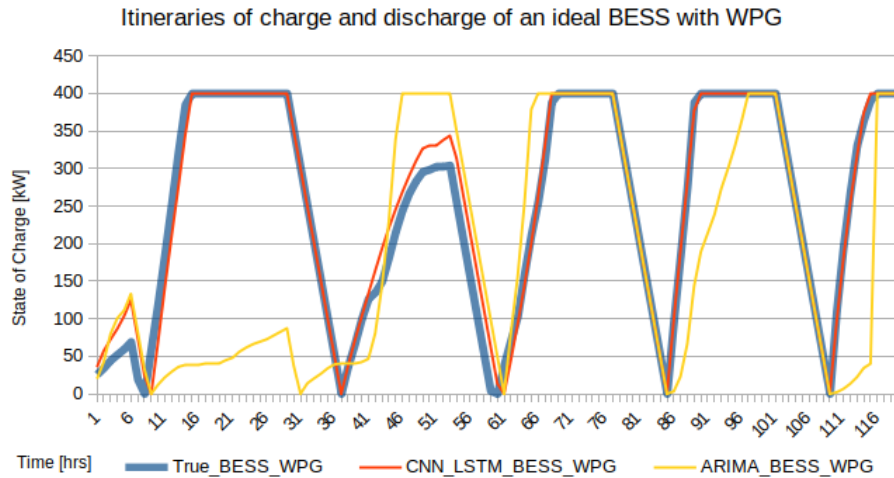 Itineraries of charge and discharge of an ideal BESS with WPG
450
400
350
300
250
200
150
100
50
0
State of Charge [kW]
1 6 11 16 21 26 31 36 41 46 51 56 61 66 71 76 81 86 91 96 101 106 111 116
Time [hrs] True_BESS_WPG CNN_LSTM_BESS_WPG ARIMA_BESS_WPG